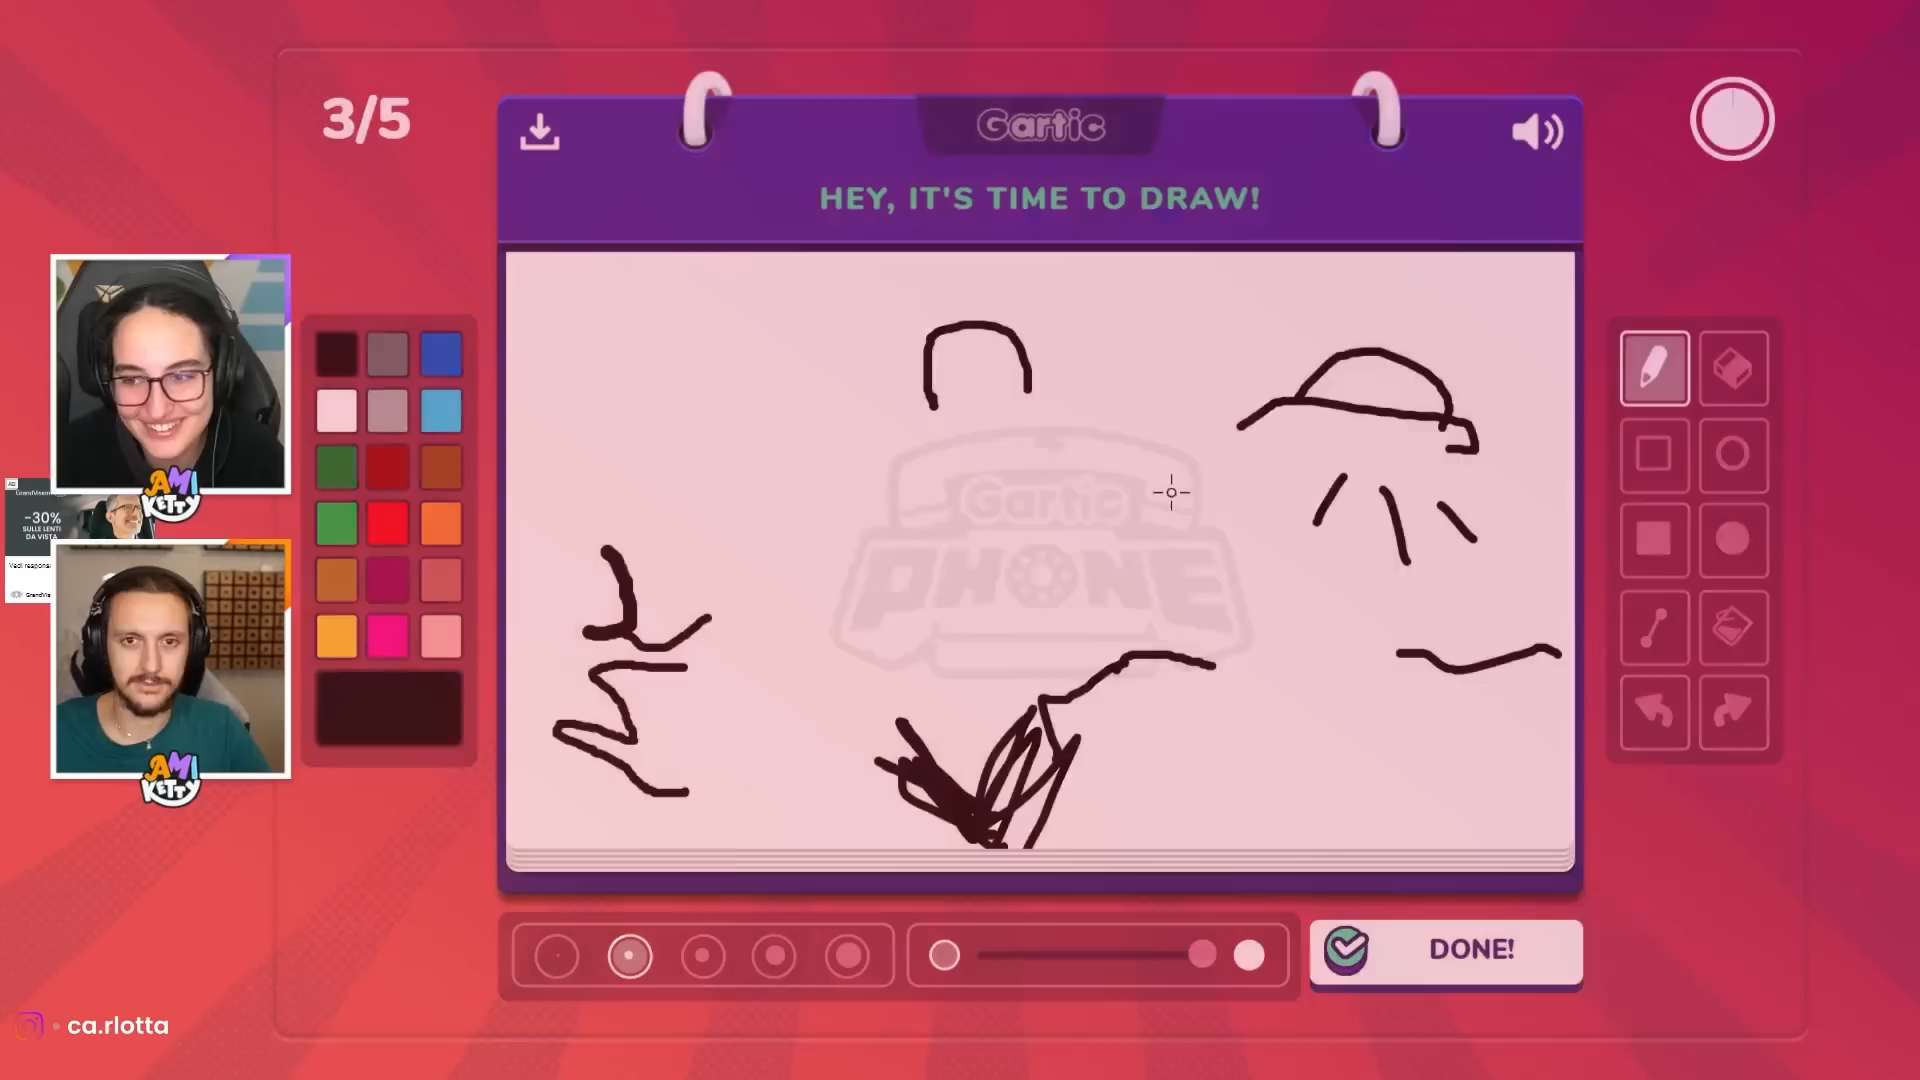 3/5
Gartic
HEY, IT'S TIME TO DRAW!
Gartic
PHONE
AMI
KETTY
GrandVision
-30%
SULLE LENTI
DA VISTA
AMI
KETTY
DONE!
ca.rlotta